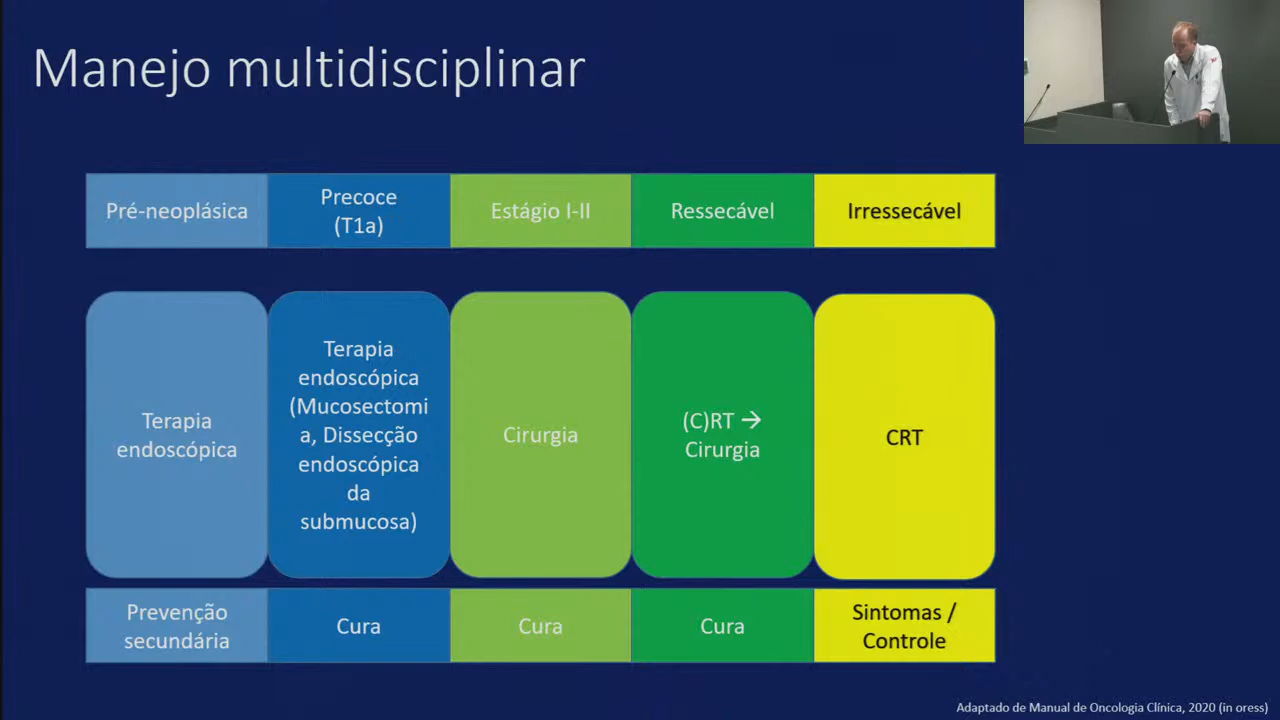 Manejo multidisciplinar
Pré-neoplásica
Precoce
(T1a)
Estágio I-II
Ressecável
Irressecável
Terapia
endoscópica
Terapia
endoscópica
(Mucosectomi
a, Dissecção
endoscópica
da
submucosa)
Cirurgia
(C)RT →
Cirurgia
CRT
Prevenção
secundária
Cura
Cura
Cura
Sintomas /
Controle
Adaptado de Manual de Oncologia Clínica, 2020 (in oress)